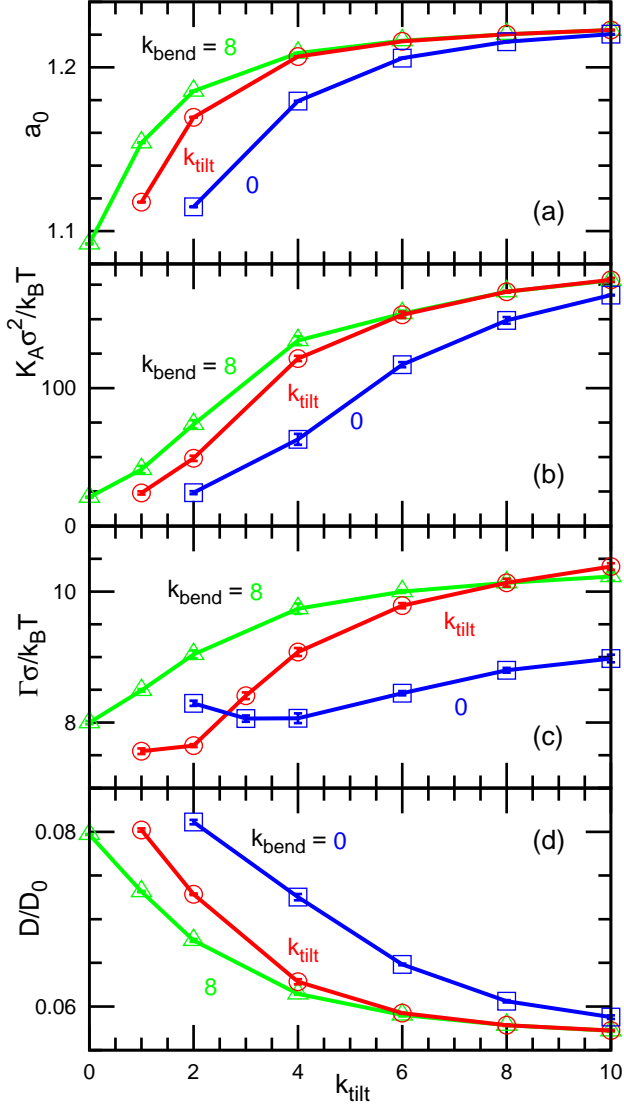 1.2
a₀
1.1
k_bend = 8
k_tilt
0
(a)
K_Aσ²/k_BT
100
0
k_bend = 8
k_tilt
0
(b)
Γσ/k_BT
10
8
k_bend = 8
k_tilt
0
(c)
D/D₀
0.08
0.06
k_bend = 0
k_tilt
8
(d)
0 2 4 6 8 10
k_tilt